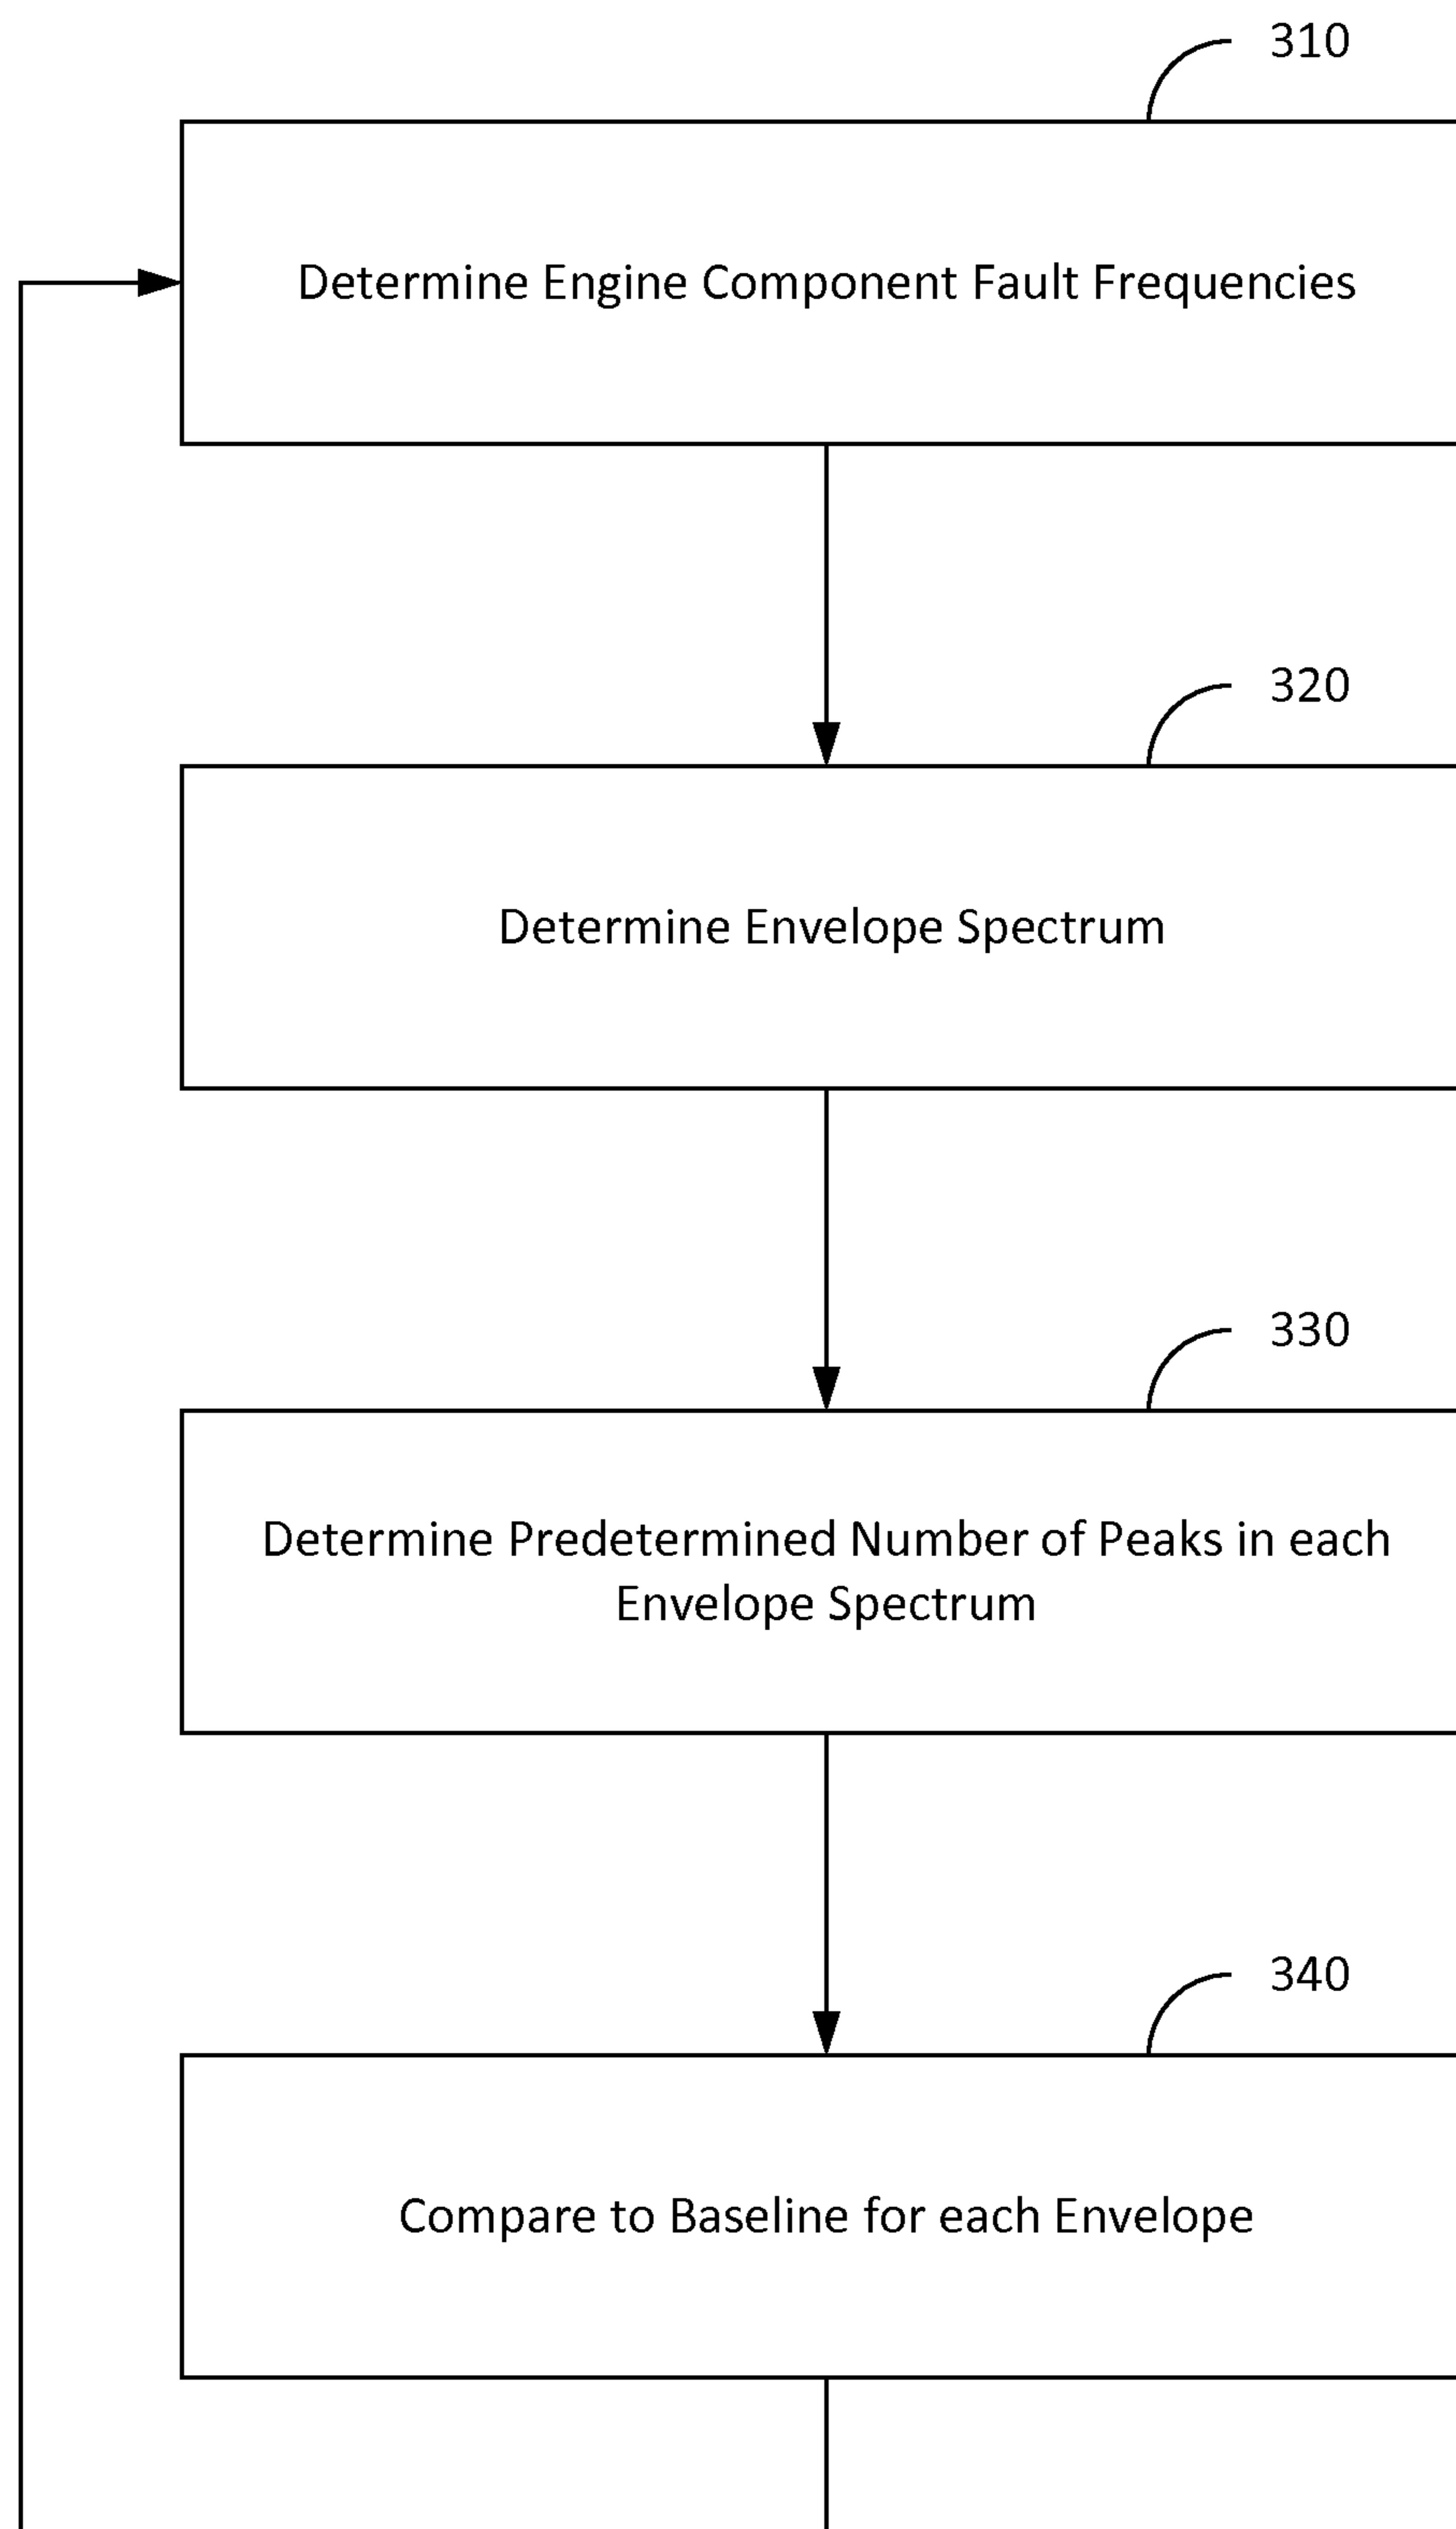 310
Determine Engine Component Fault Frequencies
320
Determine Envelope Spectrum
330
Determine Predetermined Number of Peaks in each
Envelope Spectrum
340
Compare to Baseline for each Envelope